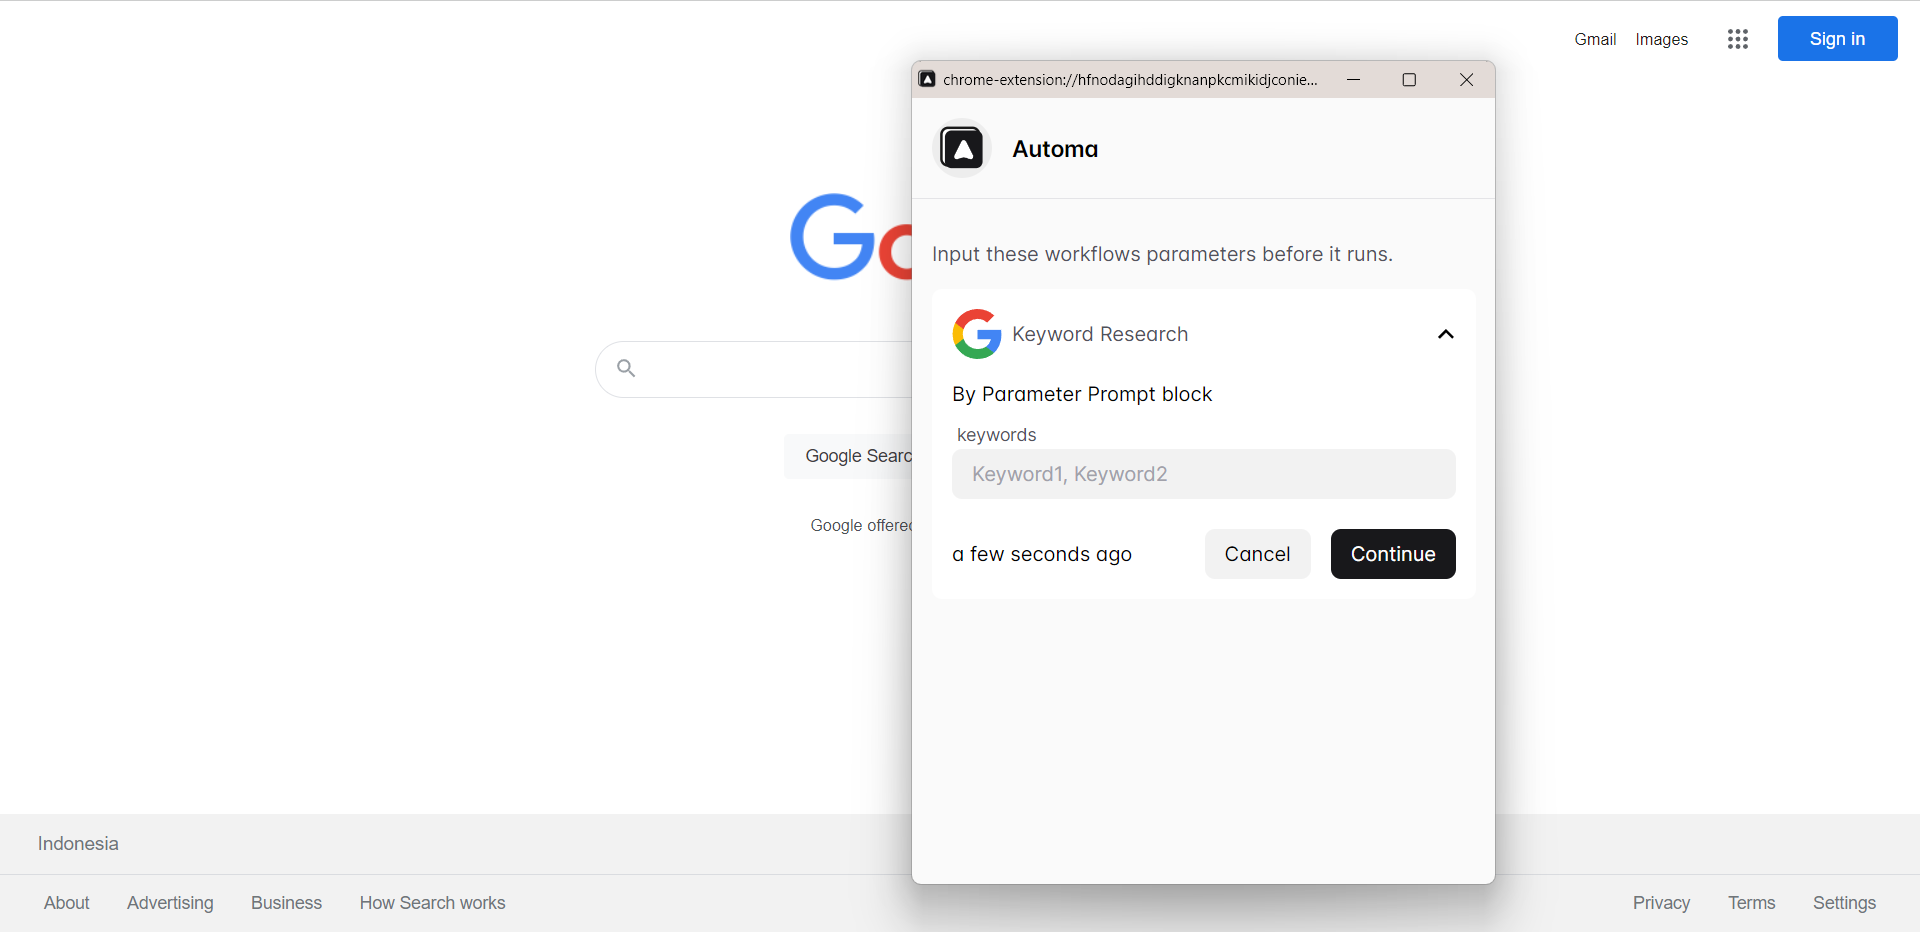 Gmail Images Sign in
chrome-extension://hfnodagihddigknanpkcmikidjconie...
Automa
Go
Input these workflows parameters before it runs.
Keyword Research
By Parameter Prompt block
keywords
Keyword1, Keyword2
Google Searc
Google offered
a few seconds ago Cancel Continue
Indonesia
About Advertising Business How Search works Privacy Terms Settings